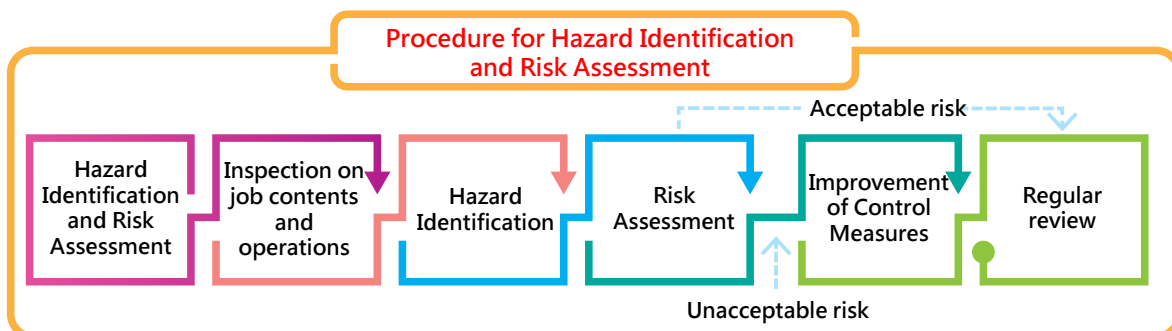 Procedure for Hazard Identification
and Risk Assessment
Acceptable risk
Hazard
Identification
and Risk
Assessment
Inspection on
job contents
and
operations
Hazard
Identification
Risk
Assessment
Improvement
of Control
Measures
Regular
review
Unacceptable risk